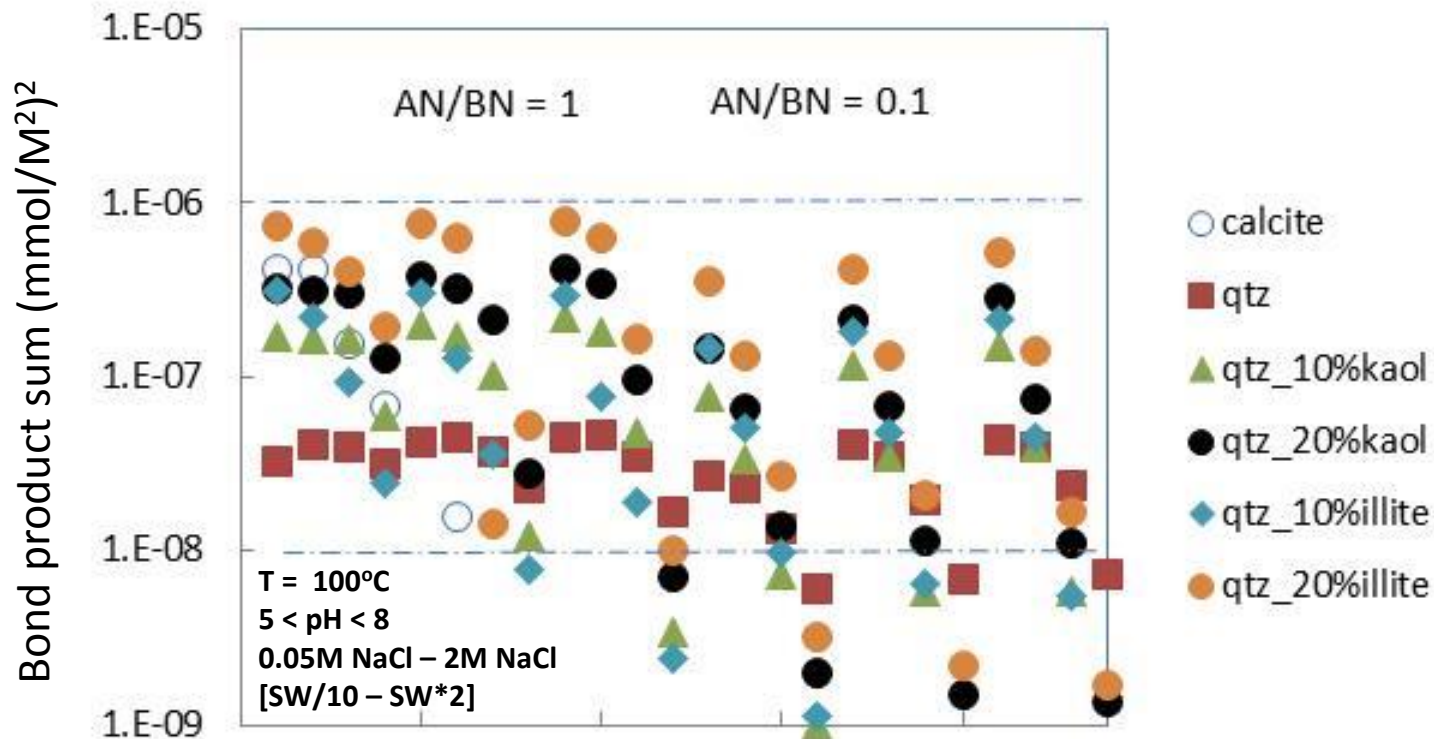 Bond product sum (mmol/M²)²
1.E-05
1.E-06
1.E-07
1.E-08
1.E-09
AN/BN = 1
AN/BN = 0.1
T = 100°C
5 < pH < 8
0.05M NaCl – 2M NaCl
[SW/10 – SW*2]
calcite
qtz
qtz_10%kaol
qtz_20%kaol
qtz_10%illite
qtz_20%illite